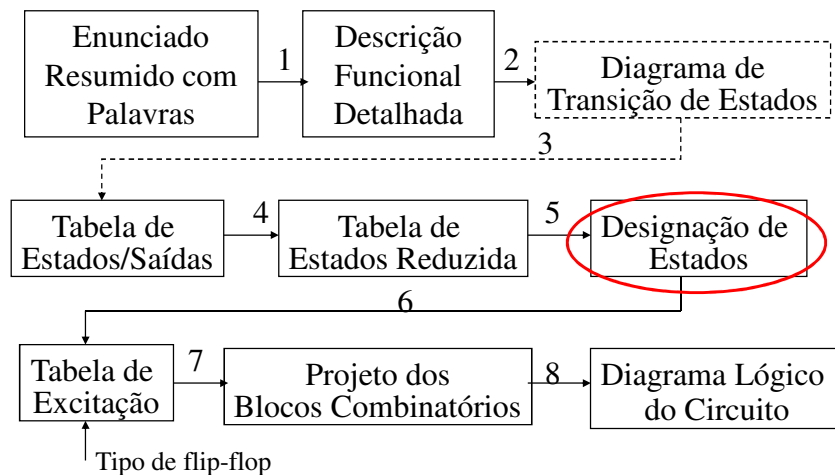 Enunciado
Resumido com
Palavras
1
Descrição
Funcional
Detalhada
2
Diagrama de
Transição de Estados
3
Tabela de
Estados/Saídas
4
Tabela de
Estados Reduzida
5
Designação de
Estados
6
Tabela de
Excitação
7
Projeto dos
Blocos Combinatórios
8
Diagrama Lógico
do Circuito
Tipo de flip-flop